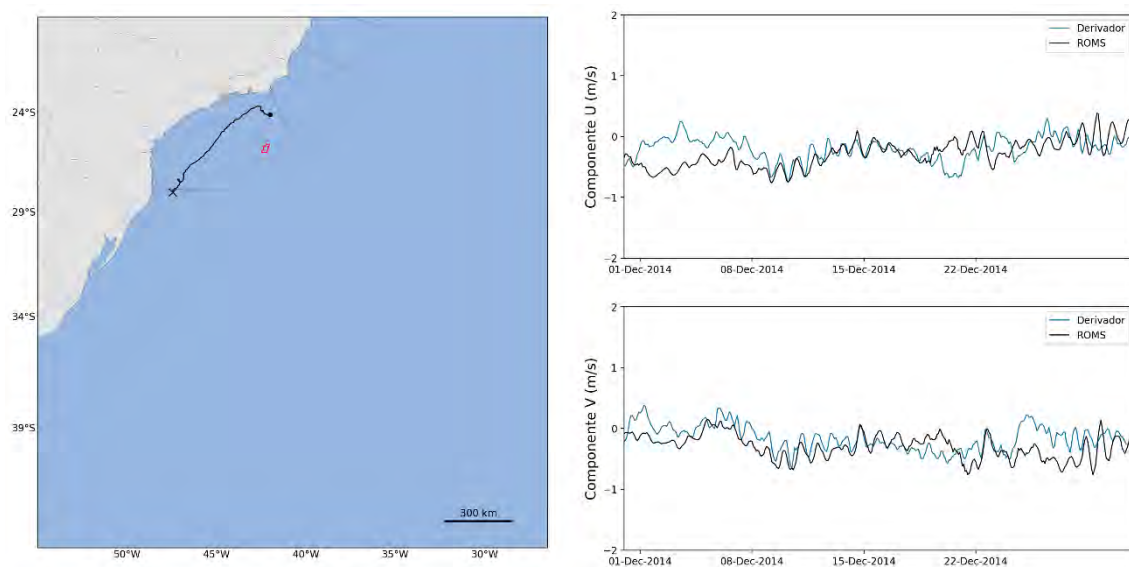 24°S
29°S
34°S
39°S
300 km
50°W
45°W
40°W
35°W
30°W
Componente U (m/s)
2
1
0
−1
−2
Derivador
ROMS
01-Dec-2014
08-Dec-2014
15-Dec-2014
22-Dec-2014
Componente V (m/s)
2
1
0
−1
−2
Derivador
ROMS
01-Dec-2014
08-Dec-2014
15-Dec-2014
22-Dec-2014